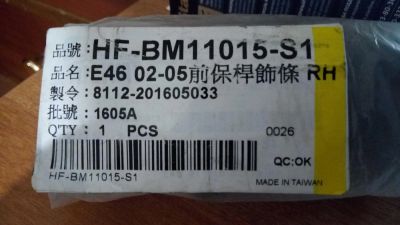 品號:HF-BM11015-S1
品名:E46 02-05前保桿飾條 RH
製令:8112-201605033
批號:1605A
Q'TY: 1 PCS 0026
QC:OK
HF-BM11015-S1
MADE IN TAIWAN